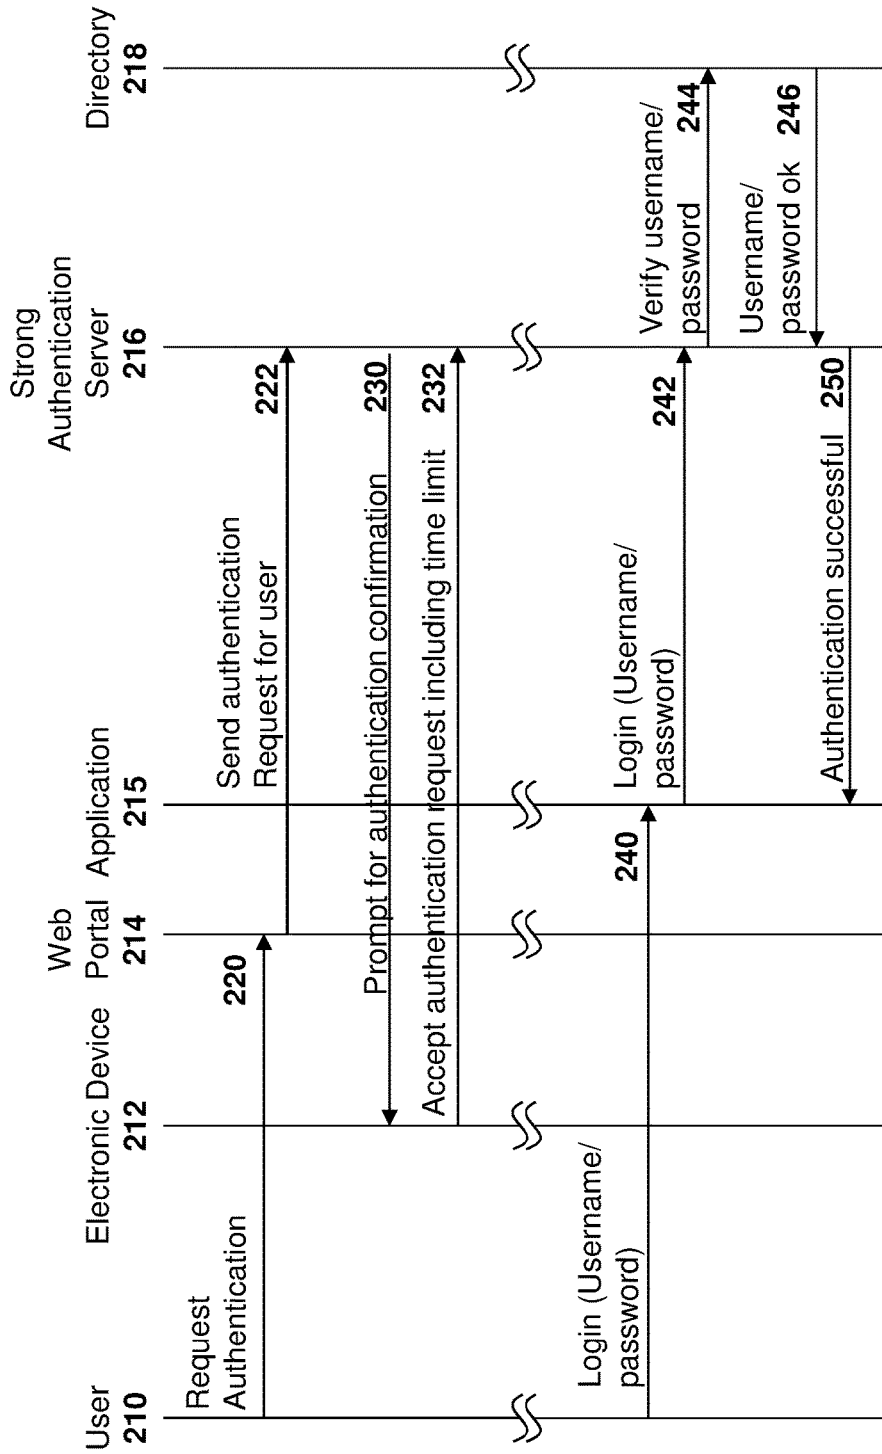 User
210
Electronic Device
212
Web
Portal
214
Application
215
Strong
Authentication
Server
216
Directory
218
Request
Authentication
220
Send authentication
Request for user
222
Prompt for authentication confirmation
230
Accept authentication request including time limit
232
Login (Username/
password)
240
Login (Username/
password)
242
Verify username/
password
244
Username/
password ok
246
Authentication successful
250